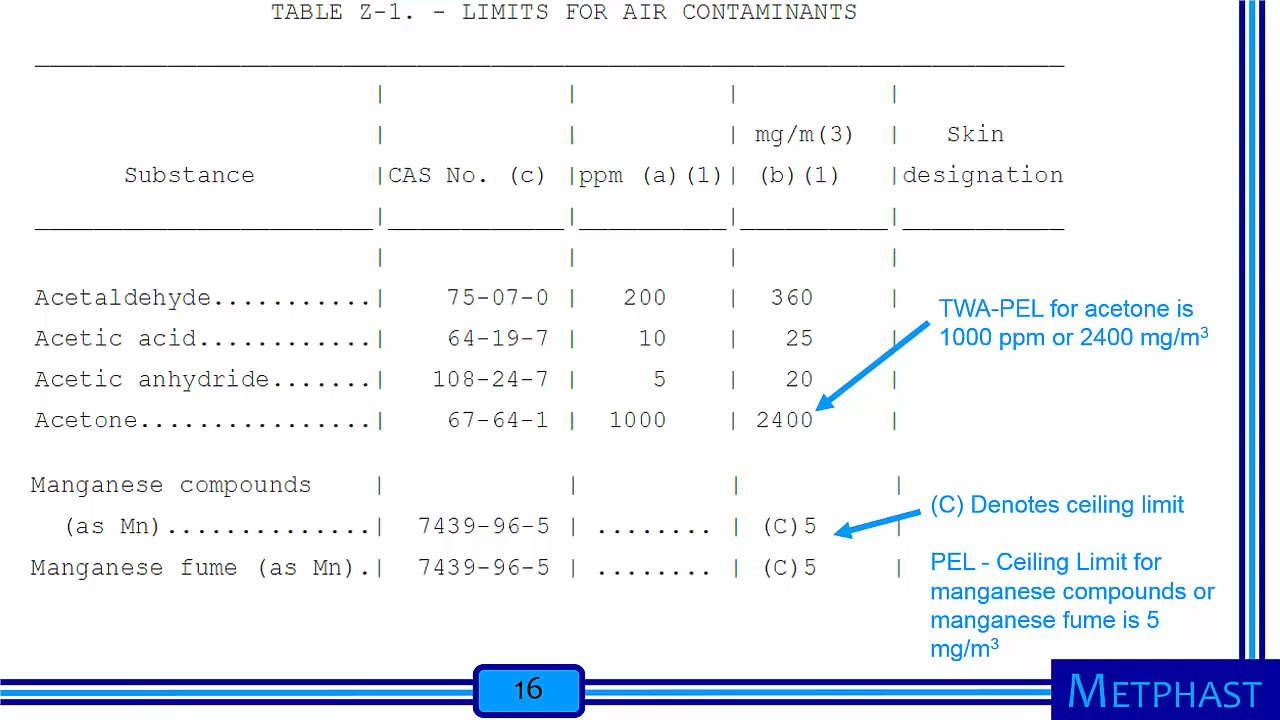 TABLE Z-1. - LIMITS FOR AIR CONTAMINANTS
mg/m(3) Skin
Substance |CAS No. (c) |ppm (a)(1)| (b)(1) |designation
Acetaldehyde...........| 75-07-0 | 200 | 360 |
Acetic acid............| 64-19-7 | 10 | 25
Acetic anhydride.......| 108-24-7 | 5 | 20 |
Acetone................| 67-64-1 | 1000 | 2400 |
TWA-PEL for acetone is
1000 ppm or 2400 mg/m³
Manganese compounds | | | |
(as Mn).............| 7439-96-5 | ........ | (C)5 |
Manganese fume (as Mn).| 7439-96-5 | ........ | (C)5 |
(C) Denotes ceiling limit
PEL - Ceiling Limit for
manganese compounds or
manganese fume is 5
mg/m³
16
METPHAST